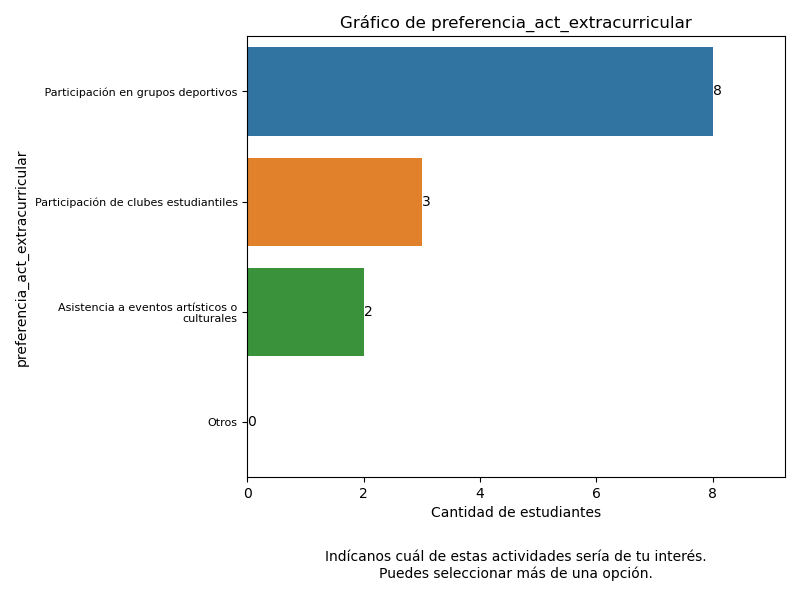 Gráfico de preferencia_act_extracurricular
preferencia_act_extracurricular
Participación en grupos deportivos
8
Participación de clubes estudiantiles
3
Asistencia a eventos artísticos o
culturales
2
Otros
0
0 2 4 6 8
Cantidad de estudiantes
Indícanos cuál de estas actividades sería de tu interés.
Puedes seleccionar más de una opción.